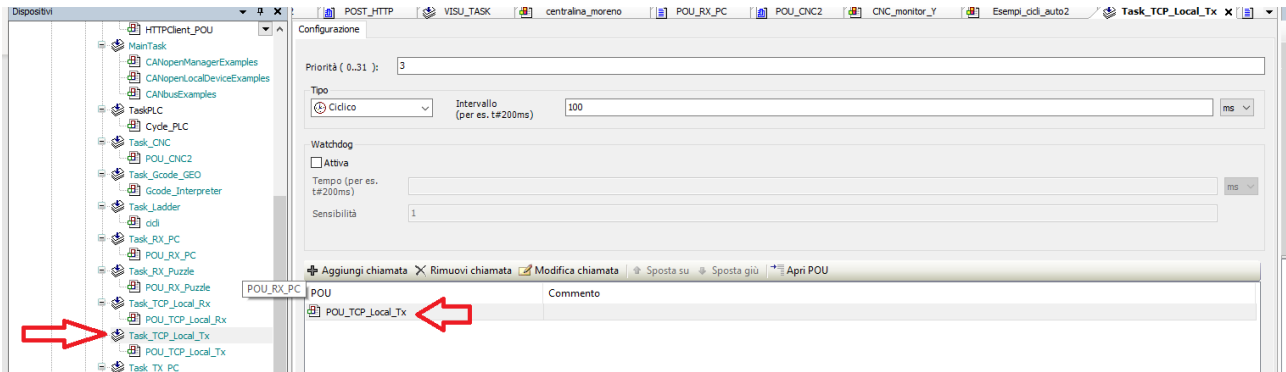 Dispositivi
POST_HTTP VISU_TASK centralina_moreno POU_RX_PC POU_CNC2 CNC_monitor_Y Esempi_cicli_auto2 Task_TCP_Local_Tx X
HTTPClient_POU
MainTask
CANopenManagerExamples
CANopenLocalDeviceExamples
CANbusExamples
TaskPLC
Cycle_PLC
Task_CNC
POU_CNC2
Task_Gcode_GEO
Gcode_Interpreter
Task_Ladder
cicli
Task_RX_PC
POU_RX_PC
Task_RX_Puzzle
POU_RX_Puzzle
Task_TCP_Local_Rx
POU_TCP_Local_Rx
Task_TCP_Local_Tx
POU_TCP_Local_Tx
Task_TX_PC
POU_RX_PC
Configurazione
Priorità ( 0..31 ): 3
Tipo
Ciclico
Intervallo
(per es. t#200ms)
100 ms
Watchdog
Attiva
Tempo (per es.
t#200ms)
ms
Sensibilità 1
Aggiungi chiamata Rimuovi chiamata Modifica chiamata Sposta su Sposta giù Apri POU
POU Commento
POU_TCP_Local_Tx